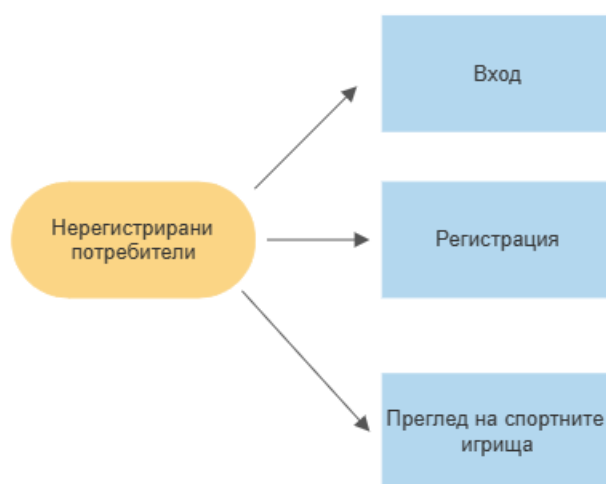 Вход
Нерегистрирани
потребители
Регистрация
Преглед на спортните
игрища